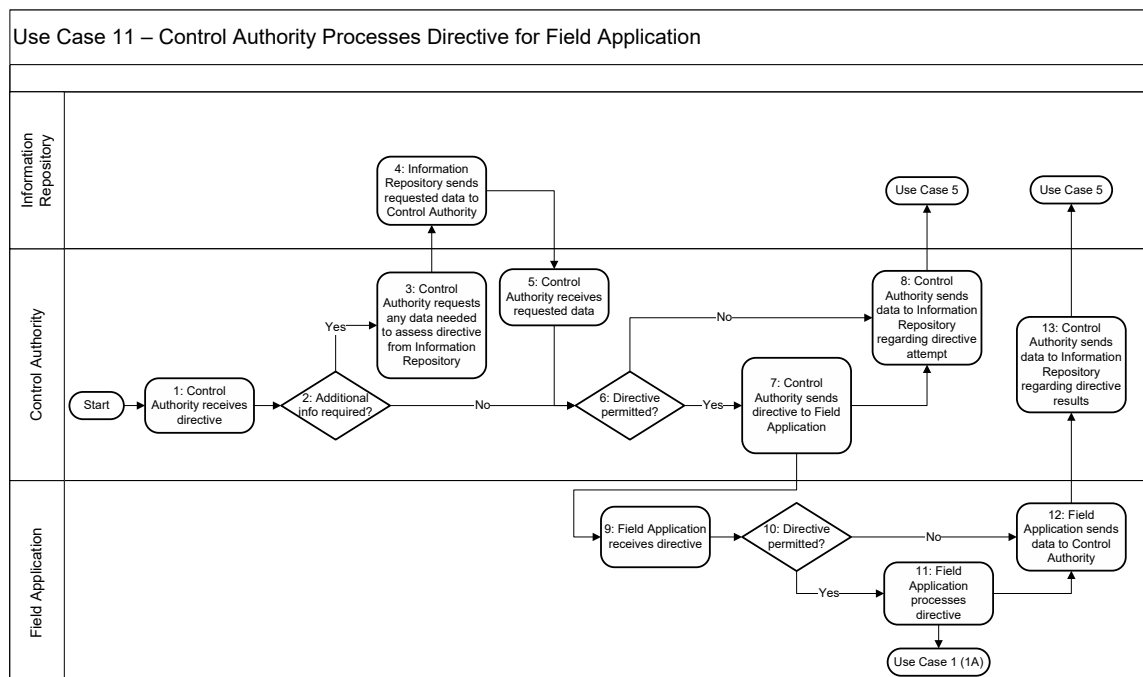 Use Case 11 – Control Authority Processes Directive for Field Application
Information
Repository
4: Information
Repository sends
requested data to
Control Authority
Use Case 5
Use Case 5
Control Authority
Start
1: Control
Authority receives
directive
2: Additional
info required?
Yes
No
3: Control
Authority requests
any data needed
to assess directive
from Information
Repository
5: Control
Authority receives
requested data
6: Directive
permitted?
No
Yes
7: Control
Authority sends
directive to Field
Application
8: Control
Authority sends
data to Information
Repository
regarding directive
attempt
13: Control
Authority sends
data to Information
Repository
regarding directive
results
Field Application
9: Field Application
receives directive
10: Directive
permitted?
No
Yes
11: Field
Application
processes
directive
12: Field
Application sends
data to Control
Authority
Use Case 1 (1A)